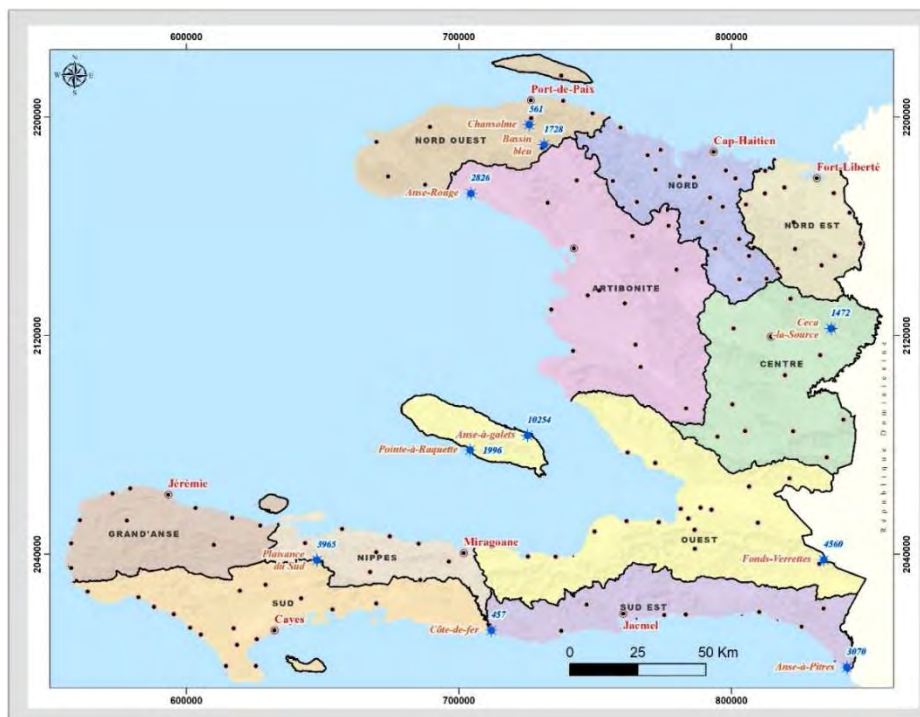 600000 700000 800000
N
W E
S
2200000 2200000
Port-de-Paix
561
Chansolme
1728
Bassin
bleu
NORD OUEST
Cap-Haitien
Fort-Liberté
2826
Anse-Rouge
NORD
NORD EST
ARTIBONITE
1472
Ceca
-la-Source
2120000 2120000
CENTRE
République Dominicaine
10254
Anse-à-galets
Pointe-à-Raquette 1996
Jérémie
GRAND'ANSE
3965
Plaisance
du Sud
NIPPES
Miragoane
OUEST
4560
Fonds-Verrettes
2040000 2040000
SUD
Cayes
457
Côte-de-fer
SUD EST
Jacmel
3070
Anse-à-Pitres
0 25 50 Km
600000 700000 800000